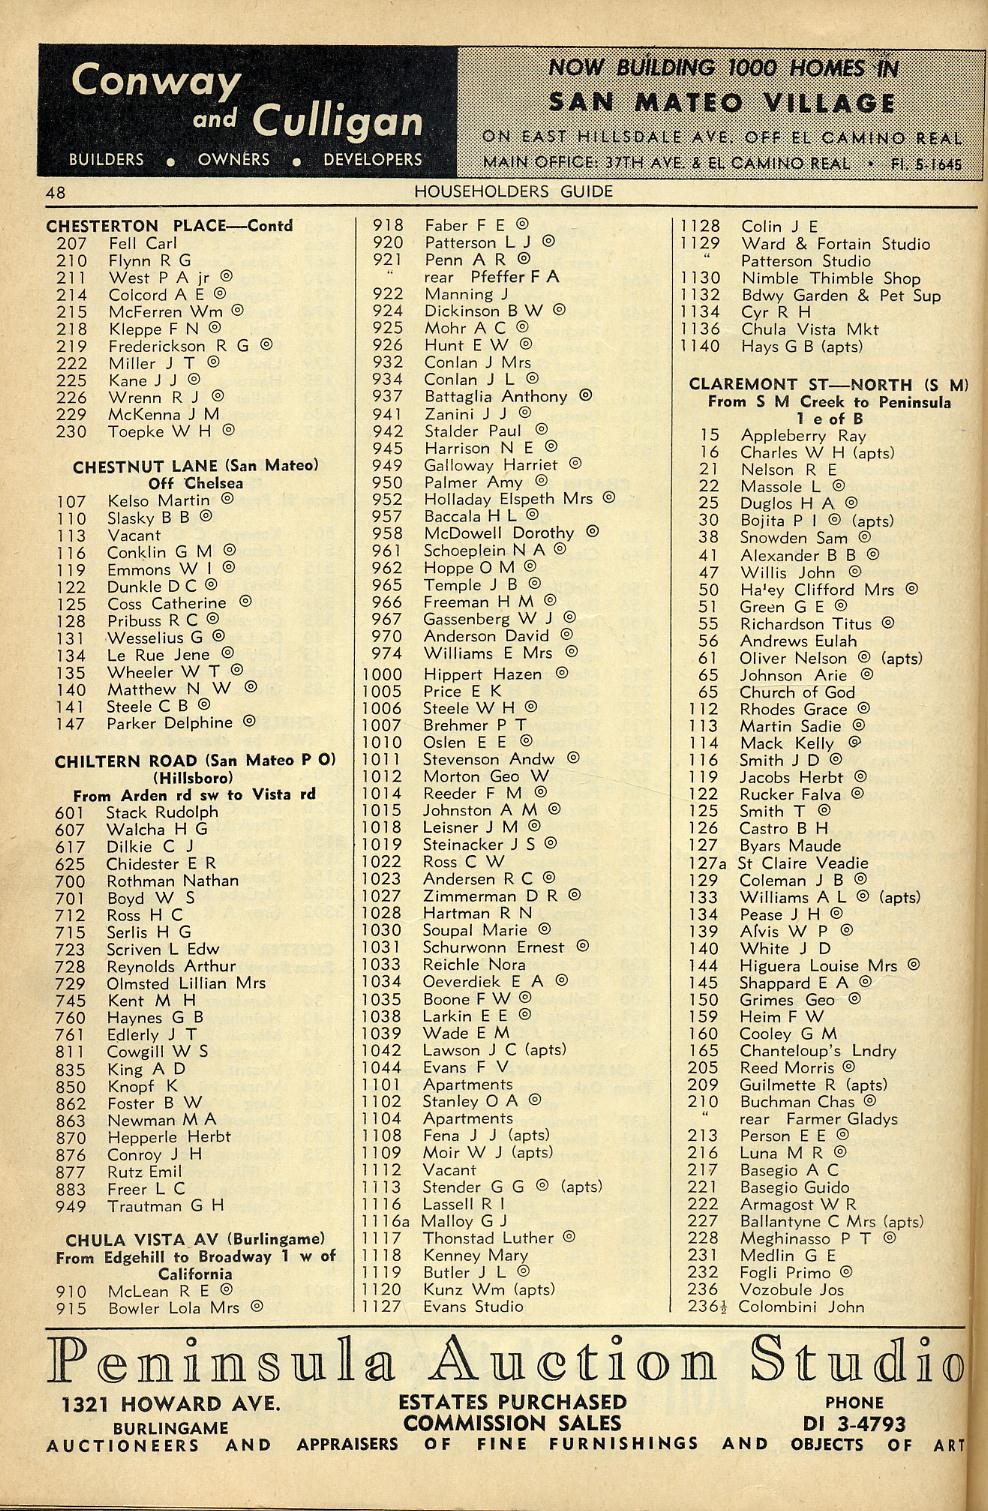 Conway
and Culligan
BUILDERS • OWNERS • DEVELOPERS
NOW BUILDING 1000 HOMES IN
SAN MATEO VILLAGE
ON EAST HILLSDALE AVE. OFF EL CAMINO REAL
MAIN OFFICE: 37TH AVE. & EL CAMINO REAL • FI. 5-1645
48 HOUSEHOLDERS GUIDE
CHESTERTON PLACE—Contd
207 Fell Carl
210 Flynn R G
211 West P A jr ⊚
214 Colcord A E ⊚
215 McFerren Wm ⊚
218 Kleppe F N ⊚
219 Frederickson R G ⊚
222 Miller J T ⊚
225 Kane J J ⊚
226 Wrenn R J ⊚
229 McKenna J M
230 Toepke W H ⊚
CHESTNUT LANE (San Mateo)
Off Chelsea
107 Kelso Martin ⊚
110 Slasky B B ⊚
113 Vacant
116 Conklin G M ⊚
119 Emmons W I ⊚
122 Dunkle D C ⊚
125 Coss Catherine ⊚
128 Pribuss R C ⊚
131 Wesselius G ⊚
134 Le Rue Jene ⊚
135 Wheeler W T ⊚
140 Matthew N W ⊚
141 Steele C B ⊚
147 Parker Delphine ⊚
CHILTERN ROAD (San Mateo P O)
(Hillsboro)
From Arden rd sw to Vista rd
601 Stack Rudolph
607 Walcha H G
617 Dilkie C J
625 Chidester E R
700 Rothman Nathan
701 Boyd W S
712 Ross H C
715 Serlis H G
723 Scriven L Edw
728 Reynolds Arthur
729 Olmsted Lillian Mrs
745 Kent M H
760 Haynes G B
761 Edlerly J T
811 Cowgill W S
835 King A D
850 Knopf K
862 Foster B W
863 Newman M A
870 Hepperle Herbt
876 Conroy J H
877 Rutz Emil
883 Freer L C
949 Trautman G H
CHULA VISTA AV (Burlingame)
From Edgehill to Broadway 1 w of
California
910 McLean R E ⊚
915 Bowler Lola Mrs ⊚
918 Faber F E ⊚
920 Patterson L J ⊚
921 Penn A R ⊚
" rear Pfeffer F A
922 Manning J
924 Dickinson B W ⊚
925 Mohr A C ⊚
926 Hunt E W ⊚
932 Conlan J Mrs
934 Conlan J L ⊚
937 Battaglia Anthony ⊚
941 Zanini J J ⊚
942 Stalder Paul ⊚
945 Harrison N E ⊚
949 Galloway Harriet ⊚
950 Palmer Amy ⊚
952 Holladay Elspeth Mrs ⊚
957 Baccala H L ⊚
958 McDowell Dorothy ⊚
961 Schoeplein N A ⊚
962 Hoppe O M ⊚
965 Temple J B ⊚
966 Freeman H M ⊚
967 Gassenberg W J ⊚
970 Anderson David ⊚
974 Williams E Mrs ⊚
1000 Hippert Hazen ⊚
1005 Price E K
1006 Steele W H ⊚
1007 Brehmer P T
1010 Oslen E E ⊚
1011 Stevenson Andw ⊚
1012 Morton Geo W
1014 Reeder F M ⊚
1015 Johnston A M ⊚
1018 Leisner J M ⊚
1019 Steinacker J S ⊚
1022 Ross C W
1023 Andersen R C ⊚
1027 Zimmerman D R ⊚
1028 Hartman R N
1030 Soupal Marie ⊚
1031 Schurwonn Ernest ⊚
1033 Reichle Nora
1034 Oeverdiek E A ⊚
1035 Boone F W ⊚
1038 Larkin E E ⊚
1039 Wade E M
1042 Lawson J C (apts)
1044 Evans F V
1101 Apartments
1102 Stanley O A ⊚
1104 Apartments
1108 Fena J J (apts)
1109 Moir W J (apts)
1112 Vacant
1113 Stender G G ⊚ (apts)
1116 Lassell R I
1116a Malloy G J
1117 Thonstad Luther ⊚
1118 Kenney Mary
1119 Butler J L ⊚
1120 Kunz Wm (apts)
1127 Evans Studio
1128 Colin J E
1129 Ward & Fortain Studio
" Patterson Studio
1130 Nimble Thimble Shop
1132 Bdwy Garden & Pet Sup
1134 Cyr R H
1136 Chula Vista Mkt
1140 Hays G B (apts)
CLAREMONT ST—NORTH (S M)
From S M Creek to Peninsula
1 e of B
15 Appleberry Ray
16 Charles W H (apts)
21 Nelson R E
22 Massole L ⊚
25 Duglos H A ⊚
30 Bojita P I ⊚ (apts)
38 Snowden Sam ⊚
41 Alexander B B ⊚
47 Willis John ⊚
50 Ha'ey Clifford Mrs ⊚
51 Green G E ⊚
55 Richardson Titus ⊚
56 Andrews Eulah
61 Oliver Nelson ⊚ (apts)
65 Johnson Arie ⊚
65 Church of God
112 Rhodes Grace ⊚
113 Martin Sadie ⊚
114 Mack Kelly ⊚
116 Smith J D ⊚
119 Jacobs Herbt ⊚
122 Rucker Falva ⊚
125 Smith T ⊚
126 Castro B H
127 Byars Maude
127a St Claire Veadie
129 Coleman J B ⊚
133 Williams A L ⊚ (apts)
134 Pease J H ⊚
139 Alvis W P ⊚
140 White J D
144 Higuera Louise Mrs ⊚
145 Shappard E A ⊚
150 Grimes Geo ⊚
159 Heim F W
160 Cooley G M
165 Chanteloup's Lndry
205 Reed Morris ⊚
209 Guilmette R (apts)
210 Buchman Chas ⊚
" rear Farmer Gladys
213 Person E E ⊚
216 Luna M R ⊚
217 Basegio A C
221 Basegio Guido
222 Armagost W R
227 Ballantyne C Mrs (apts)
228 Meghinasso P T ⊚
231 Medlin G E
232 Fogli Primo ⊚
236 Vozobule Jos
236½ Colombini John
Peninsula Auction Studio
1321 HOWARD AVE. ESTATES PURCHASED PHONE
BURLINGAME COMMISSION SALES DI 3-4793
AUCTIONEERS AND APPRAISERS OF FINE FURNISHINGS AND OBJECTS OF ART